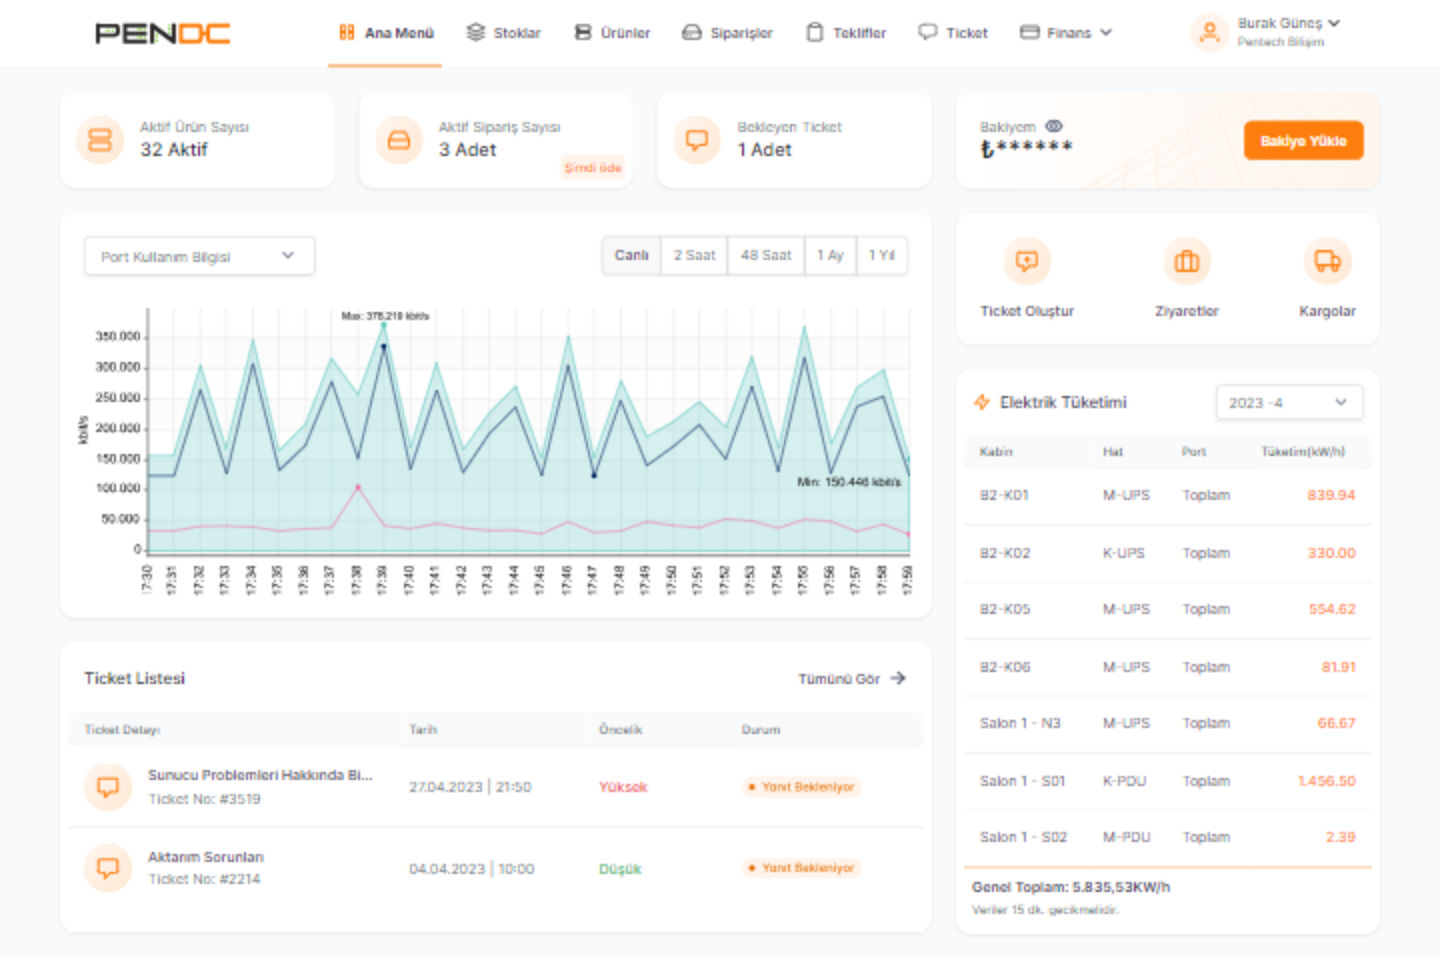 PENDC
Ana Menü
Stoklar
Ürünler
Siparişler
Teklifler
Ticket
Finans
Burak Güneş
Pentech Bilişim
Aktif Ürün Sayısı
32 Aktif
Aktif Sipariş Sayısı
3 Adet
Şimdi öde
Bekleyen Ticket
1 Adet
Bakiyem
₺******
Bakiye Yükle
Port Kullanım Bilgisi
Canlı
2 Saat
48 Saat
1 Ay
1 Yıl
Max: 378.219 kbit/s
350.000
300.000
250.000
200.000
150.000
100.000
50.000
0
kbit/s
Min: 150.446 kbit/s
17:30
17:31
17:32
17:33
17:34
17:35
17:36
17:37
17:38
17:39
17:40
17:41
17:42
17:43
17:44
17:45
17:46
17:47
17:48
17:49
17:50
17:51
17:52
17:53
17:54
17:55
17:56
17:57
17:58
17:59
Ticket Oluştur
Ziyaretler
Kargolar
Elektrik Tüketimi
2023 -4
Kabin Hat Port Tüketim(kW/h)
B2-K01 M-UPS Toplam 839.94
B2-K02 K-UPS Toplam 330.00
B2-K05 M-UPS Toplam 554.62
B2-K06 M-UPS Toplam 81.91
Salon 1 - N3 M-UPS Toplam 66.67
Salon 1 - S01 K-PDU Toplam 1.456.50
Salon 1 - S02 M-PDU Toplam 2.39
Genel Toplam: 5.835,53KW/h
Veriler 15 dk. gecikmelidir.
Ticket Listesi
Tümünü Gör
Ticket Detayı Tarih Öncelik Durum
Sunucu Problemleri Hakkında Bi...
Ticket No: #3519
27.04.2023 | 21:50
Yüksek
Yanıt Bekleniyor
Aktarım Sorunları
Ticket No: #2214
04.04.2023 | 10:00
Düşük
Yanıt Bekleniyor